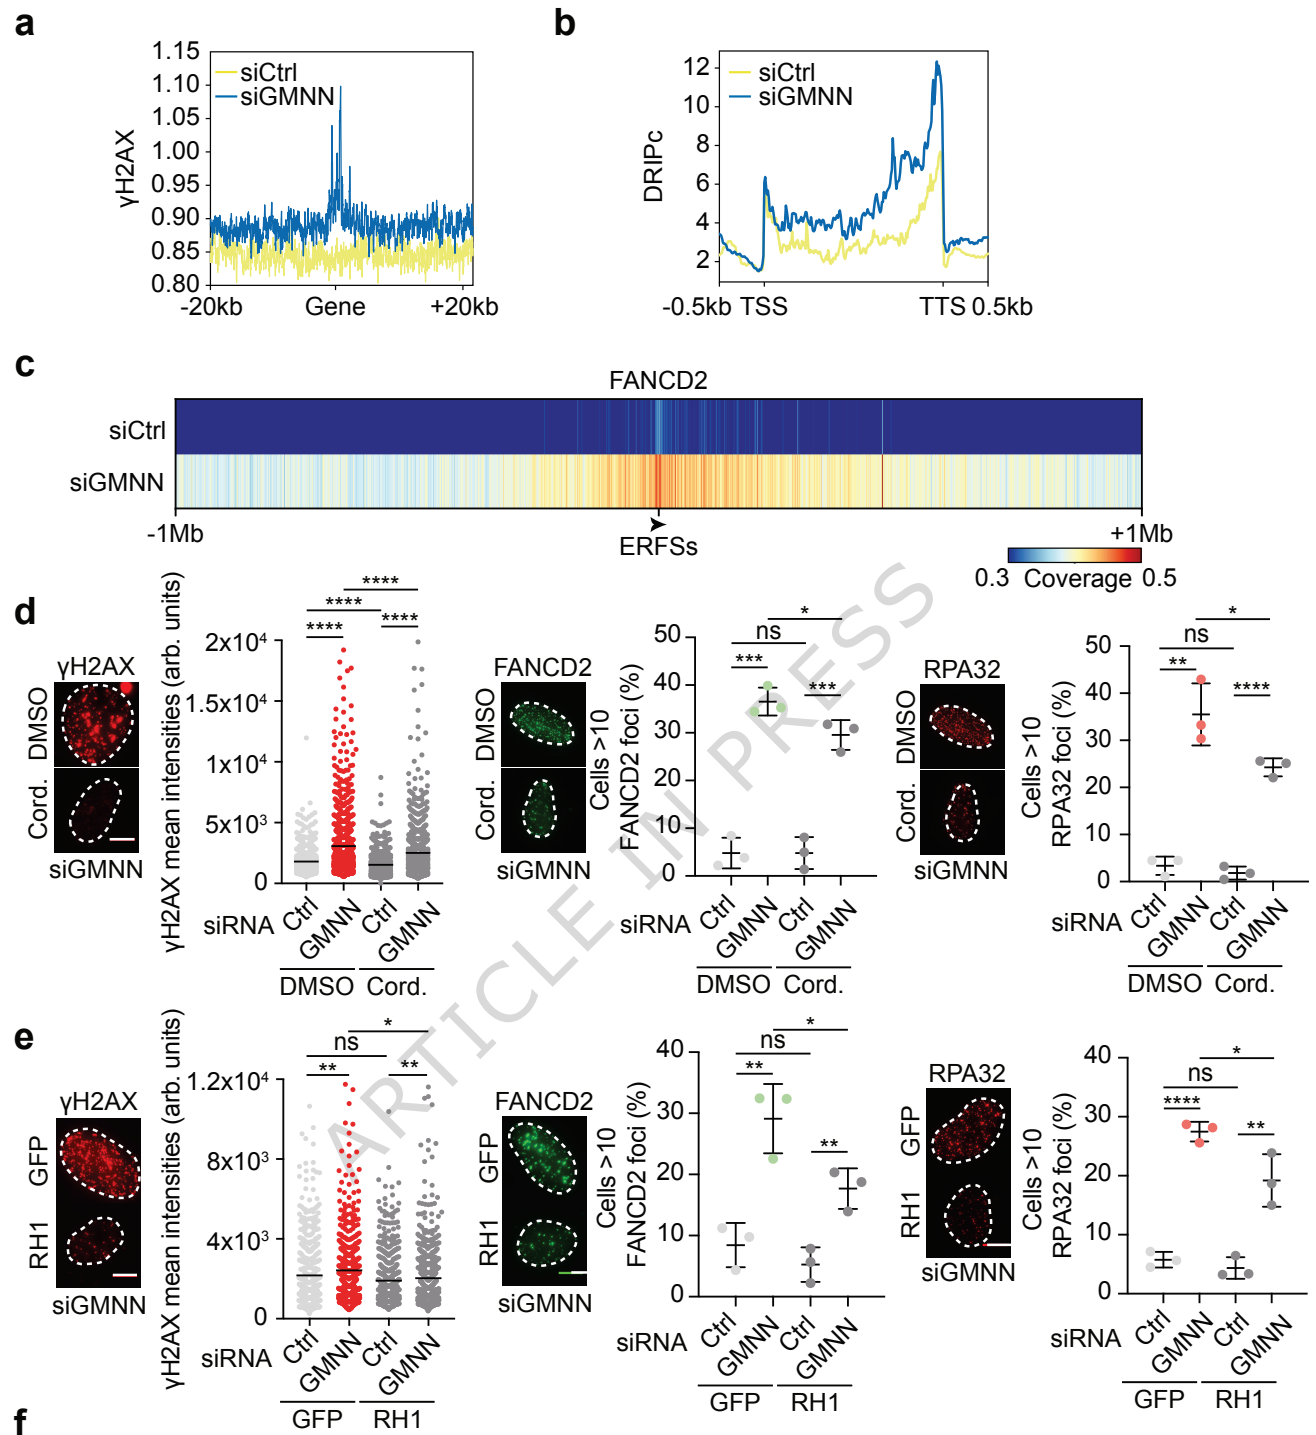 a
1.15
1.10
1.05
1.00
0.95
0.90
0.85
0.80
γH2AX
siCtrl
siGMNN
-20kb
Gene
+20kb
b
12
10
8
6
4
2
DRIPc
siCtrl
siGMNN
-0.5kb
TSS
TTS
0.5kb
c
FANCD2
siCtrl
siGMNN
-1Mb
ERFSs
+1Mb
0.3
Coverage
0.5
d
γH2AX
DMSO
Cord.
siGMNN
γH2AX mean intensities (arb. units)
2x10⁴
1.5x10⁴
1x10⁴
5x10³
0
****
****
****
****
siRNA
Ctrl
GMNN
Ctrl
GMNN
DMSO
Cord.
FANCD2
DMSO
Cord.
siGMNN
Cells >10
FANCD2 foci (%)
50
40
30
20
10
0
*
ns
***
***
siRNA
Ctrl
GMNN
Ctrl
GMNN
DMSO
Cord.
RPA32
DMSO
Cord.
siGMNN
Cells >10
RPA32 foci (%)
50
40
30
20
10
0
*
ns
**
****
siRNA
Ctrl
GMNN
Ctrl
GMNN
DMSO
Cord.
e
γH2AX
GFP
RH1
siGMNN
γH2AX mean intensities (arb. units)
1.2x10⁴
8x10³
4x10³
0
*
ns
**
**
siRNA
Ctrl
GMNN
Ctrl
GMNN
GFP
RH1
FANCD2
GFP
RH1
siGMNN
Cells >10
FANCD2 foci (%)
40
30
20
10
0
*
ns
**
**
siRNA
Ctrl
GMNN
Ctrl
GMNN
GFP
RH1
RPA32
GFP
RH1
siGMNN
Cells >10
RPA32 foci (%)
40
30
20
10
0
*
ns
****
**
siRNA
Ctrl
GMNN
Ctrl
GMNN
GFP
RH1
f
ARTICLE IN PRESS